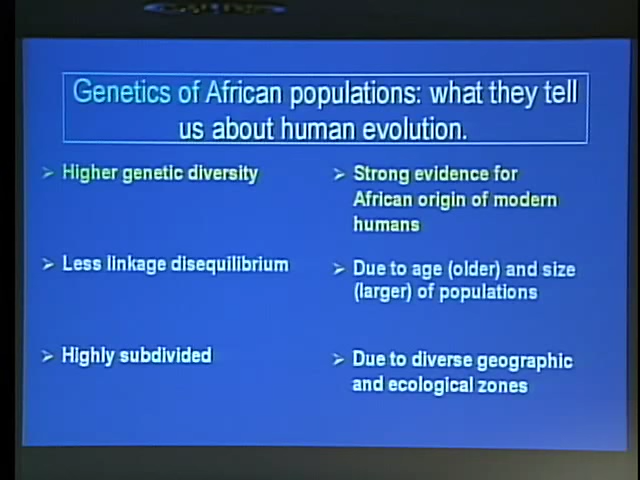 Genetics of African populations: what they tell
us about human evolution.
➢ Higher genetic diversity
➢ Strong evidence for
African origin of modern
humans
➢ Less linkage disequilibrium
➢ Due to age (older) and size
(larger) of populations
➢ Highly subdivided
➢ Due to diverse geographic
and ecological zones